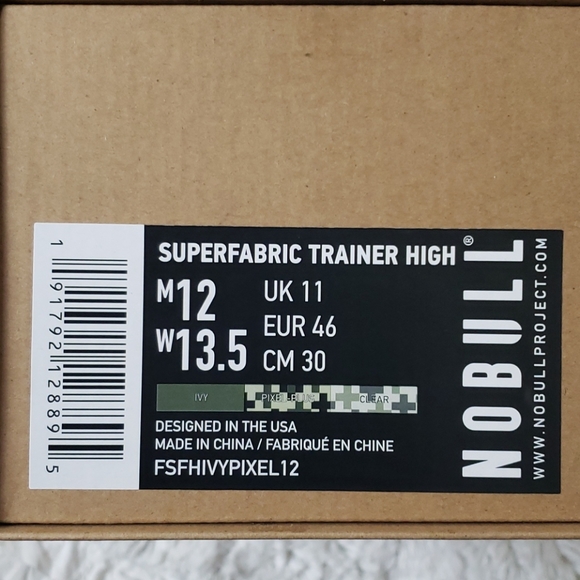 SUPERFABRIC TRAINER HIGH
M12
W13.5
UK 11
EUR 46
CM 30
IVY
CLEAR
DESIGNED IN THE USA
MADE IN CHINA / FABRIQUÉ EN CHINE
FSFHIVYPIXEL12
NOBULL®
WWW.NOBULLPROJECT.COM
1 91792 12889 5